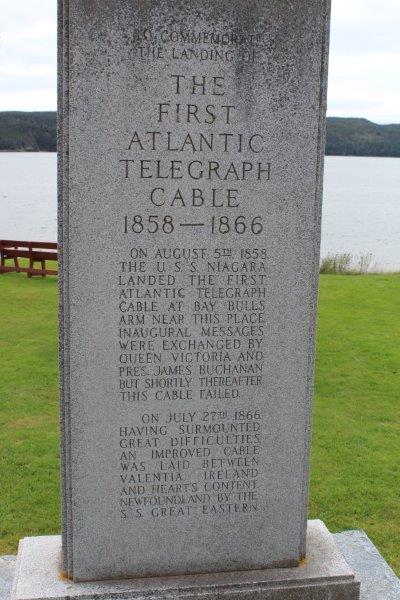 TO COMMEMORATE
THE LANDING OF
THE
FIRST
ATLANTIC
TELEGRAPH
CABLE
1858—1866
ON AUGUST 5TH 1858
THE U.S.S. NIAGARA
LANDED THE FIRST
ATLANTIC TELEGRAPH
CABLE AT BAY BULLS
ARM NEAR THIS PLACE.
INAUGURAL MESSAGES
WERE EXCHANGED BY
QUEEN VICTORIA AND
PRES. JAMES BUCHANAN
BUT SHORTLY THEREAFTER
THIS CABLE FAILED.
ON JULY 27TH 1866,
HAVING SURMOUNTED
GREAT DIFFICULTIES,
AN IMPROVED CABLE
WAS LAID BETWEEN
VALENTIA IRELAND
AND HEART'S CONTENT
NEWFOUNDLAND BY THE
S.S. GREAT EASTERN.